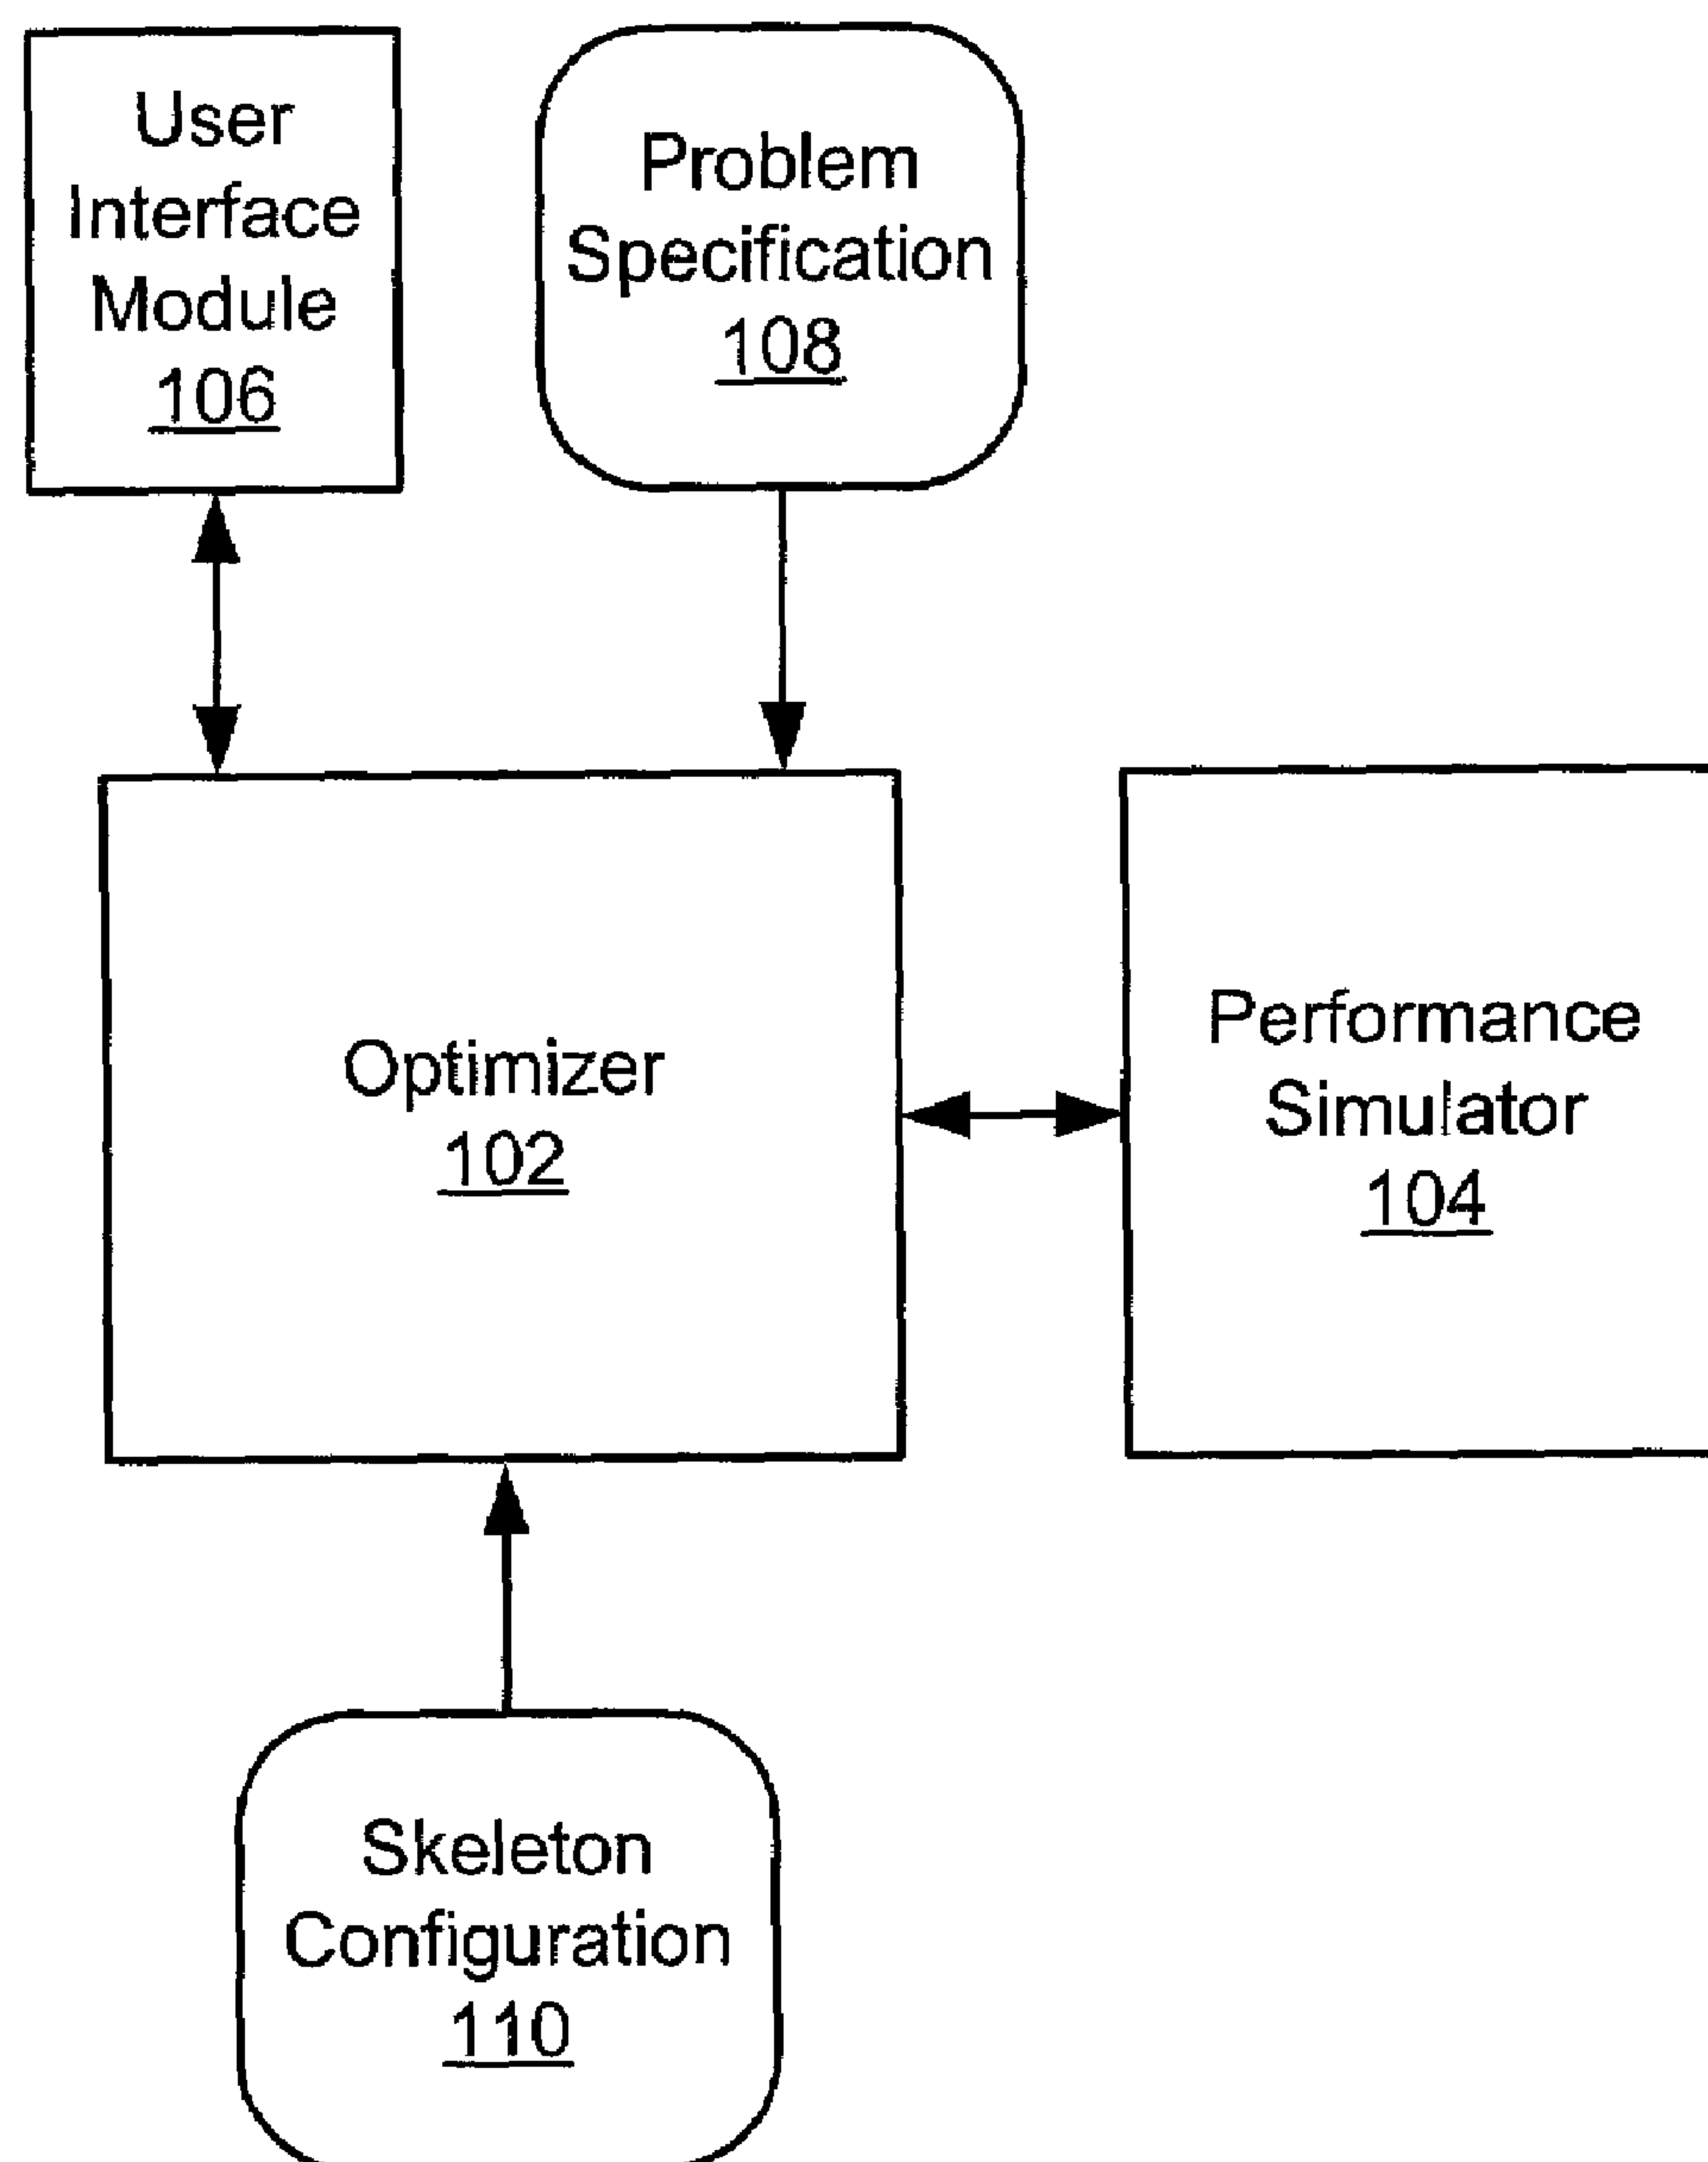 User
Interface
Module
106
Problem
Specification
108
Optimizer
102
Performance
Simulator
104
Skeleton
Configuration
110